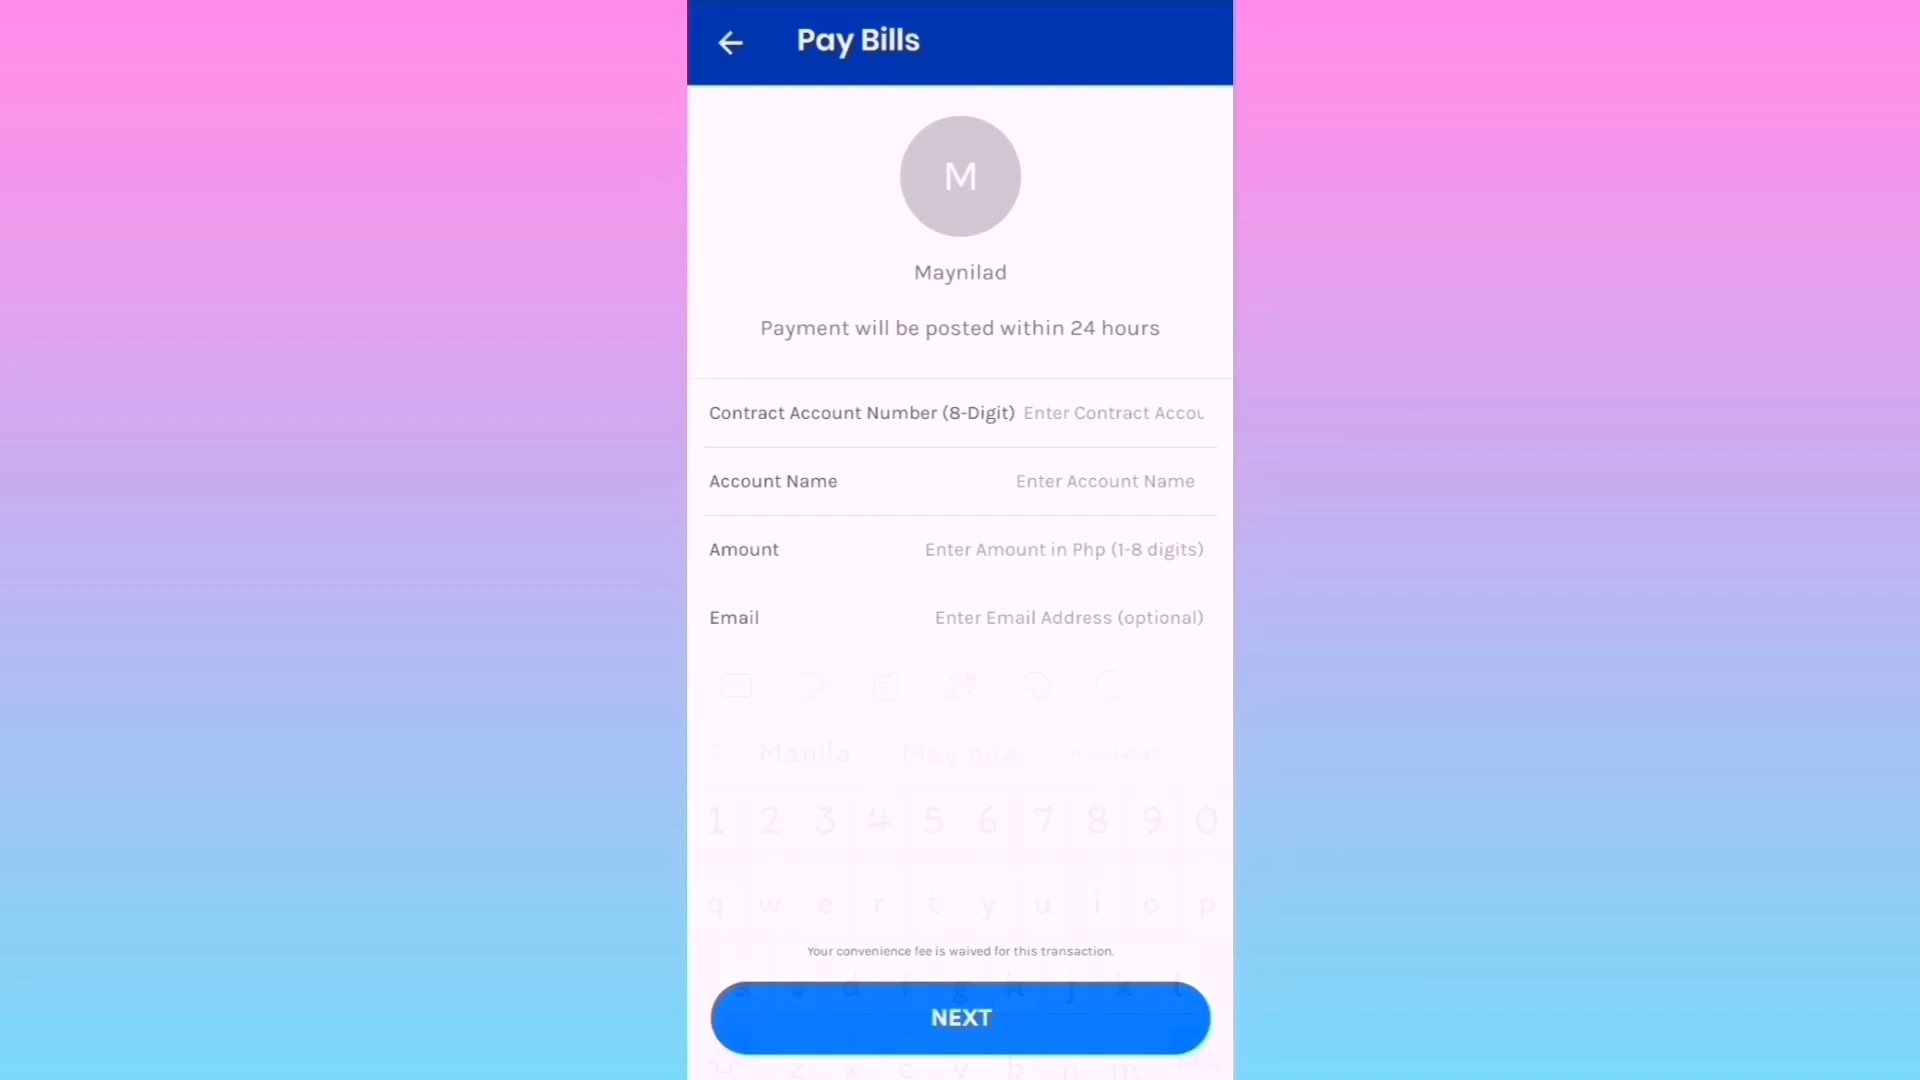 Pay Bills
M
Maynilad
Payment will be posted within 24 hours
Contract Account Number (8-Digit) Enter Contract Accou
Account Name Enter Account Name
Amount Enter Amount in Php (1-8 digits)
Email Enter Email Address (optional)
Manila May nila
1 2 3 4 5 6 7 8 9 0
q w e r t y u i o p
Your convenience fee is waived for this transaction.
d f g h j k l
NEXT
z x c v b n m